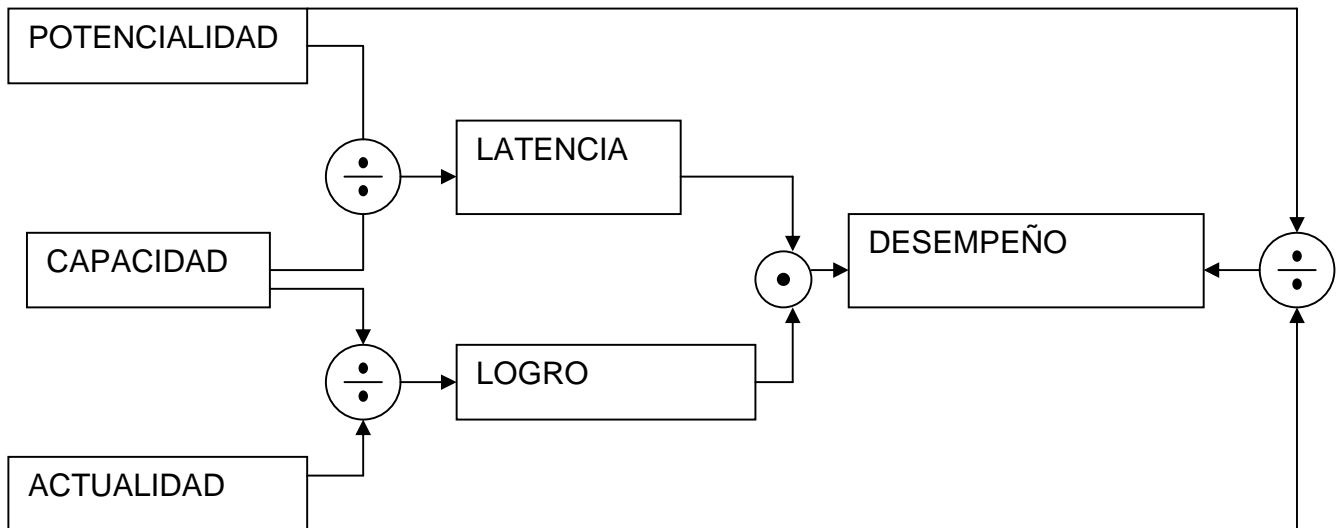 POTENCIALIDAD
LATENCIA
CAPACIDAD
DESEMPEÑO
LOGRO
ACTUALIDAD